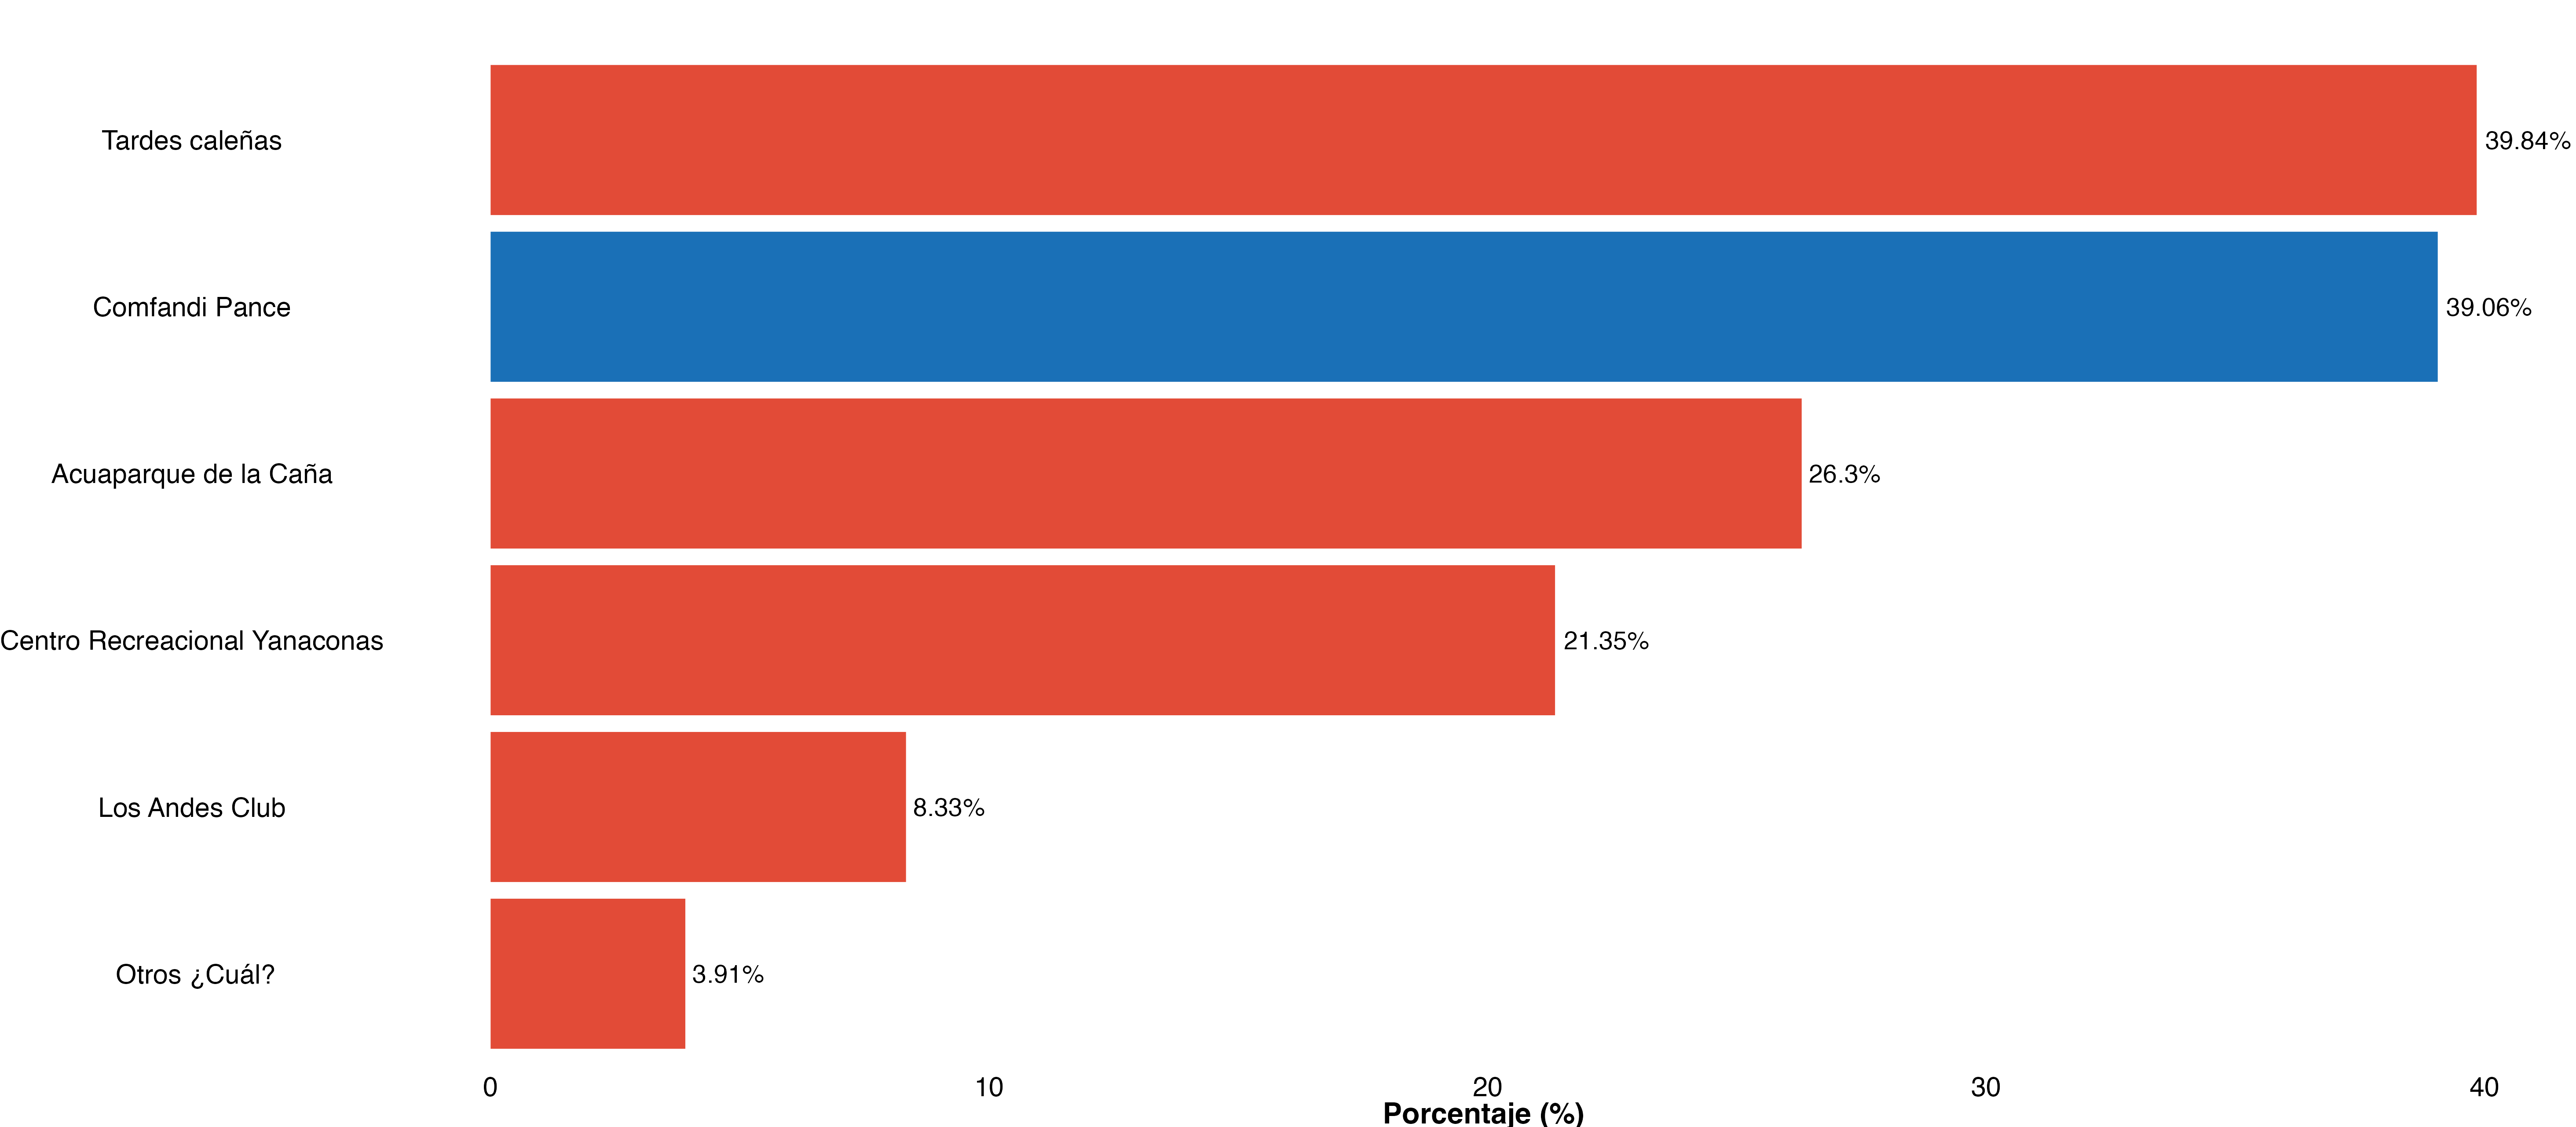 Tardes caleñas
39.84%
Comfandi Pance
39.06%
Acuaparque de la Caña
26.3%
Centro Recreacional Yanaconas
21.35%
Los Andes Club
8.33%
Otros ¿Cuál?
3.91%
0 10 20 30 40
Porcentaje (%)